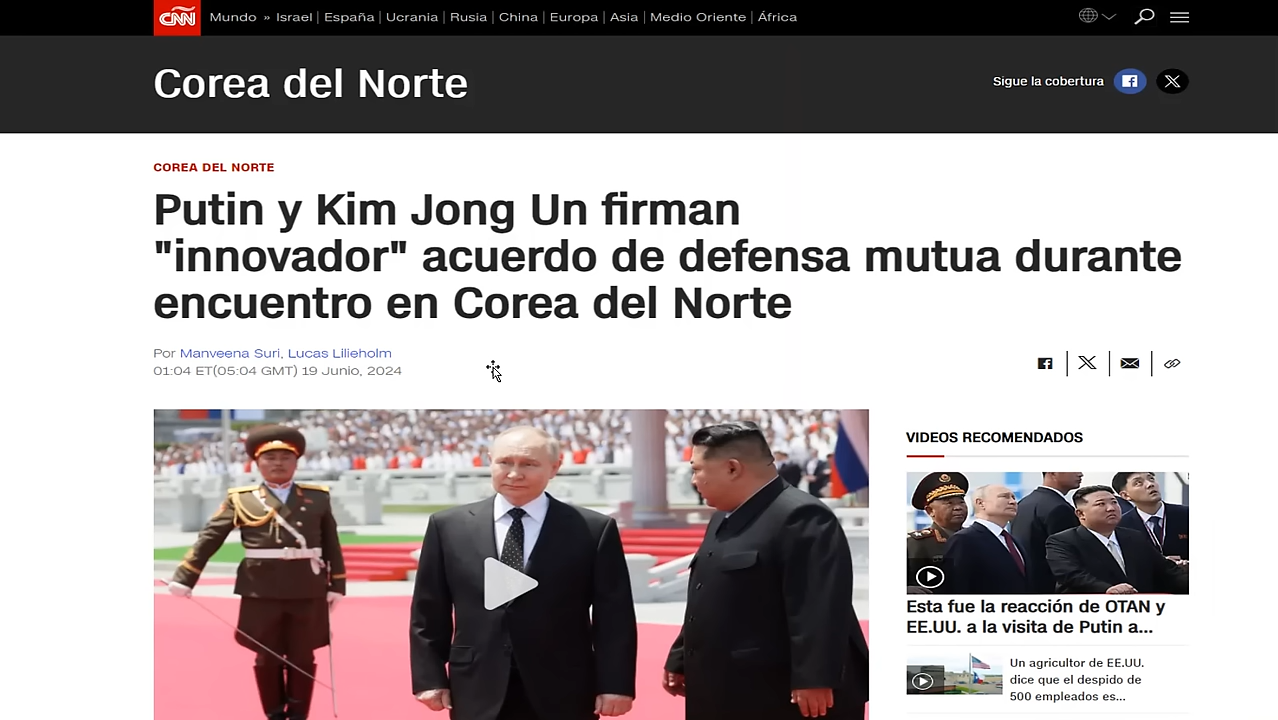 CNN Mundo » Israel | España | Ucrania | Rusia | China | Europa | Asia | Medio Oriente | África
Corea del Norte
Sigue la cobertura
COREA DEL NORTE
Putin y Kim Jong Un firman
"innovador" acuerdo de defensa mutua durante
encuentro en Corea del Norte
Por Manveena Suri, Lucas Lilieholm
01:04 ET(05:04 GMT) 19 Junio, 2024
VIDEOS RECOMENDADOS
Esta fue la reacción de OTAN y
EE.UU. a la visita de Putin a...
Un agricultor de EE.UU.
dice que el despido de
500 empleados es...